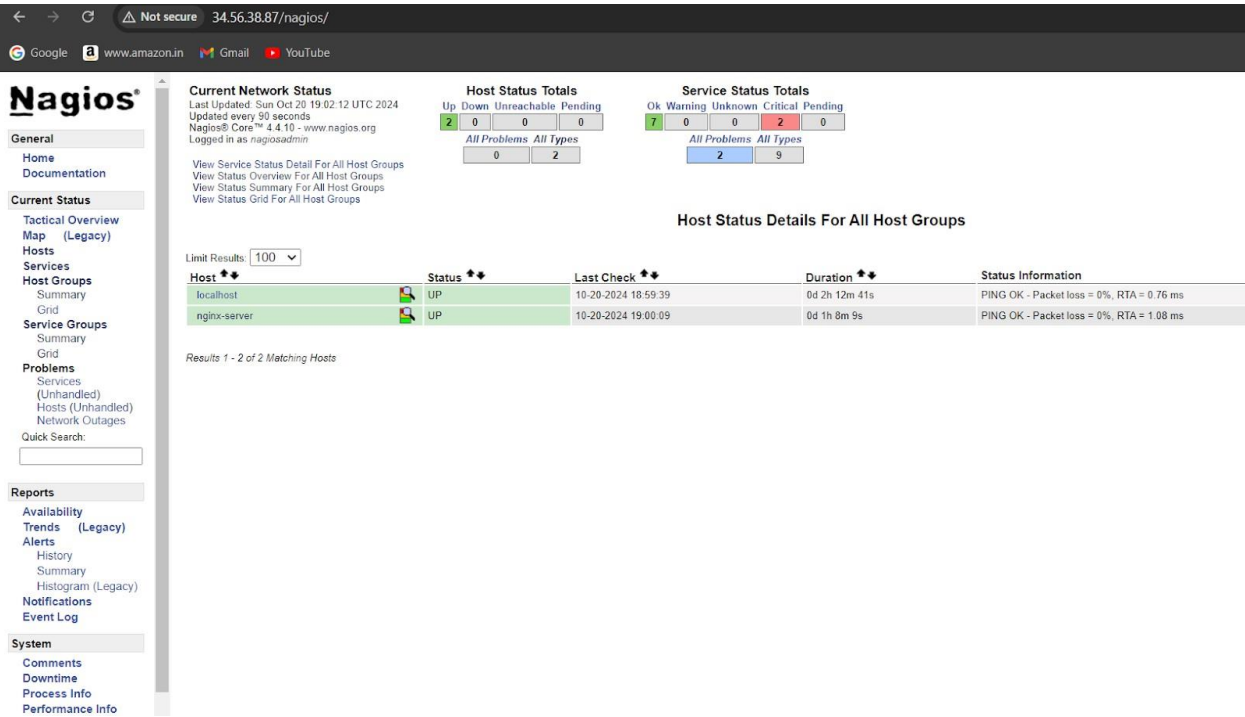 Not secure 34.56.38.87/nagios/
Google www.amazon.in Gmail YouTube
Nagios®
General
Home
Documentation
Current Status
Tactical Overview
Map (Legacy)
Hosts
Services
Host Groups
Summary
Grid
Service Groups
Summary
Grid
Problems
Services
(Unhandled)
Hosts (Unhandled)
Network Outages
Quick Search:
Reports
Availability
Trends (Legacy)
Alerts
History
Summary
Histogram (Legacy)
Notifications
Event Log
System
Comments
Downtime
Process Info
Performance Info
Current Network Status
Last Updated: Sun Oct 20 19:02:12 UTC 2024
Updated every 90 seconds
Nagios® Core™ 4.4.10 - www.nagios.org
Logged in as nagiosadmin
View Service Status Detail For All Host Groups
View Status Overview For All Host Groups
View Status Summary For All Host Groups
View Status Grid For All Host Groups
Host Status Totals
Up Down Unreachable Pending
2 0 0 0
All Problems All Types
0 2
Service Status Totals
Ok Warning Unknown Critical Pending
7 0 0 2 0
All Problems All Types
2 9
Host Status Details For All Host Groups
Limit Results: 100
Host Status Last Check Duration Status Information
localhost UP 10-20-2024 18:59:39 0d 2h 12m 41s PING OK - Packet loss = 0%, RTA = 0.76 ms
nginx-server UP 10-20-2024 19:00:09 0d 1h 8m 9s PING OK - Packet loss = 0%, RTA = 1.08 ms
Results 1 - 2 of 2 Matching Hosts